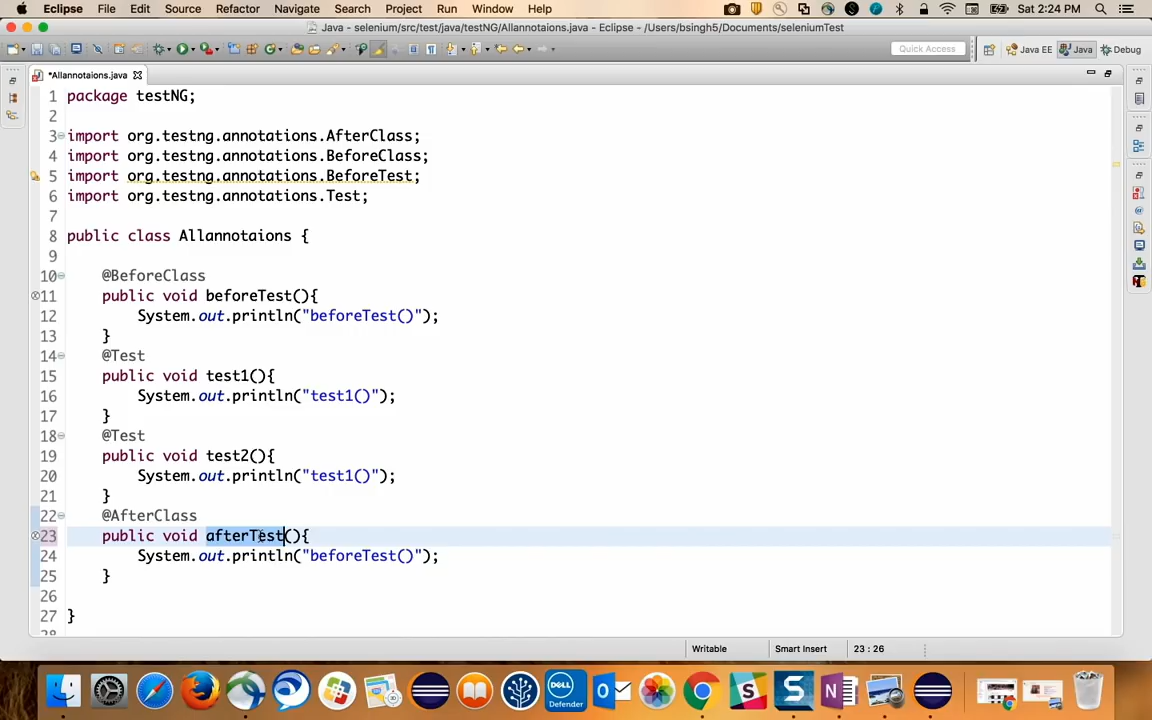 Eclipse File Edit Source Refactor Navigate Search Project Run Window Help Sat 2:24 PM
Java - selenium/src/test/java/testNG/Allannotaions.java - Eclipse - /Users/bsingh5/Documents/seleniumTest
Quick Access Java EE Java Debug
*Allannotaions.java
1 package testNG;
2
3 import org.testng.annotations.AfterClass;
4 import org.testng.annotations.BeforeClass;
5 import org.testng.annotations.BeforeTest;
6 import org.testng.annotations.Test;
7
8 public class Allannotaions {
9
10 @BeforeClass
11 public void beforeTest(){
12 System.out.println("beforeTest()");
13 }
14 @Test
15 public void test1(){
16 System.out.println("test1()");
17 }
18 @Test
19 public void test2(){
20 System.out.println("test1()");
21 }
22 @AfterClass
23 public void afterTest(){
24 System.out.println("beforeTest()");
25 }
26
27 }
28
Writable Smart Insert 23 : 26
DELL
Defender